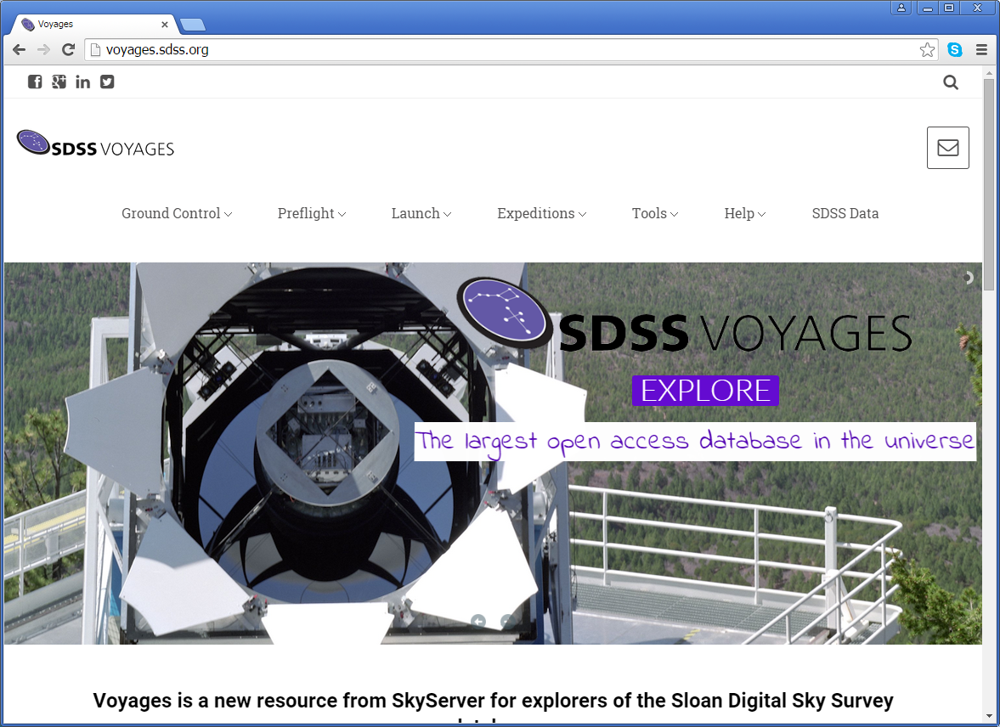 Voyages
voyages.sdss.org
SDSS VOYAGES
Ground Control Preflight Launch Expeditions Tools Help SDSS Data
SDSS VOYAGES
EXPLORE
The largest open access database in the universe
Voyages is a new resource from SkyServer for explorers of the Sloan Digital Sky Survey